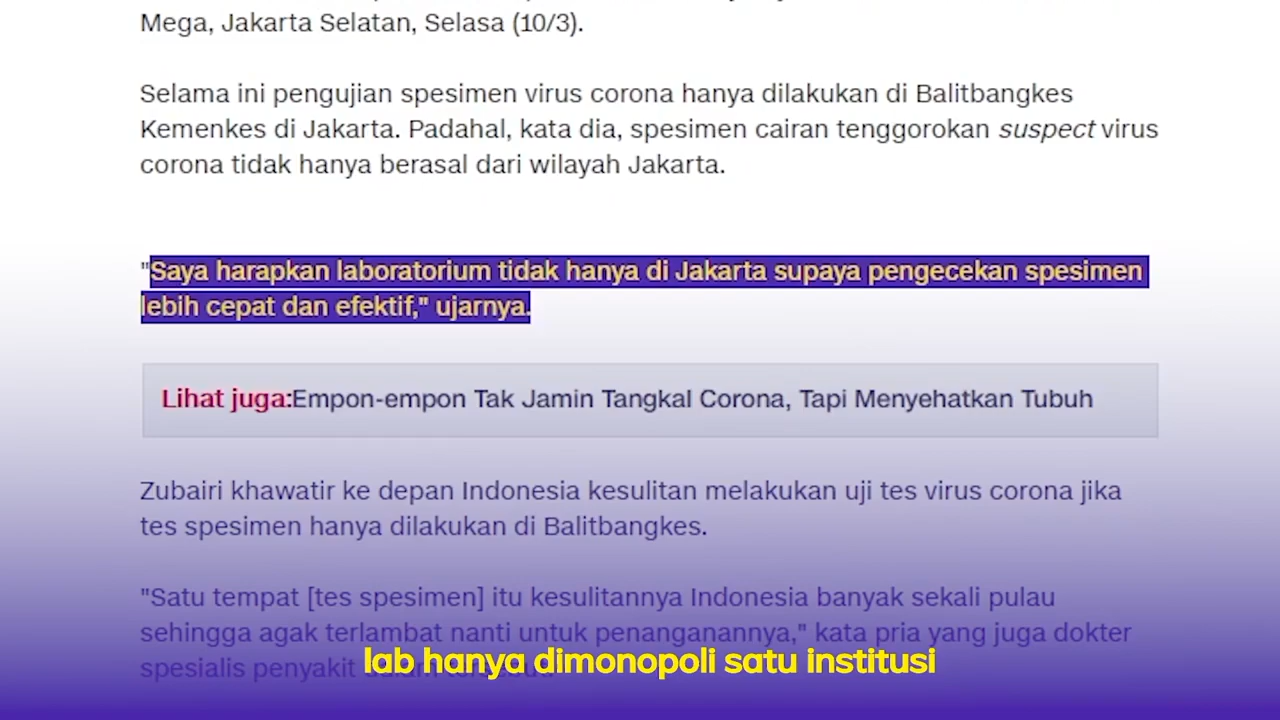 Mega, Jakarta Selatan, Selasa (10/3).
Selama ini pengujian spesimen virus corona hanya dilakukan di Balitbangkes
Kemenkes di Jakarta. Padahal, kata dia, spesimen cairan tenggorokan suspect virus
corona tidak hanya berasal dari wilayah Jakarta.
"Saya harapkan laboratorium tidak hanya di Jakarta supaya pengecekan spesimen
lebih cepat dan efektif," ujarnya.
Lihat juga:Empon-empon Tak Jamin Tangkal Corona, Tapi Menyehatkan Tubuh
Zubairi khawatir ke depan Indonesia kesulitan melakukan uji tes virus corona jika
tes spesimen hanya dilakukan di Balitbangkes.
"Satu tempat [tes spesimen] itu kesulitannya Indonesia banyak sekali pulau
sehingga agak terlambat nanti untuk penanganannya," kata pria yang juga dokter
spesialis penyakit
lab hanya dimonopoli satu institusi